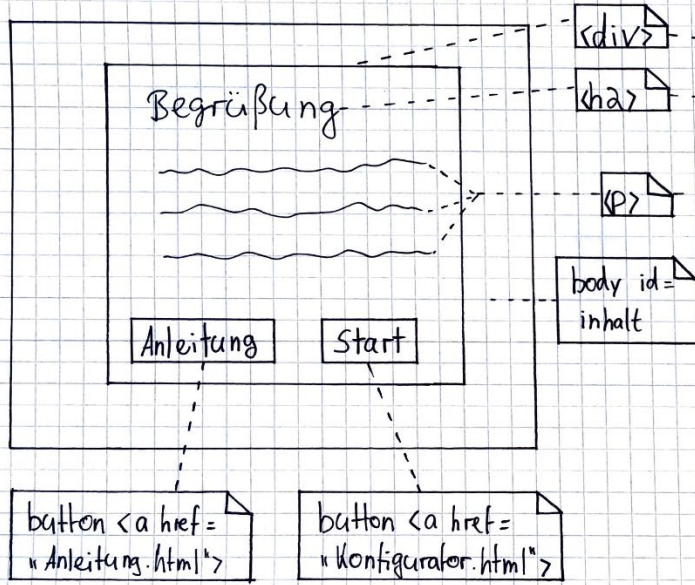 <div>
Begrüßung
<h2>
<p>
body id=
inhalt
Anleitung
Start
button <a href=
"Anleitung.html">
button <a href=
"Konfigurator.html">